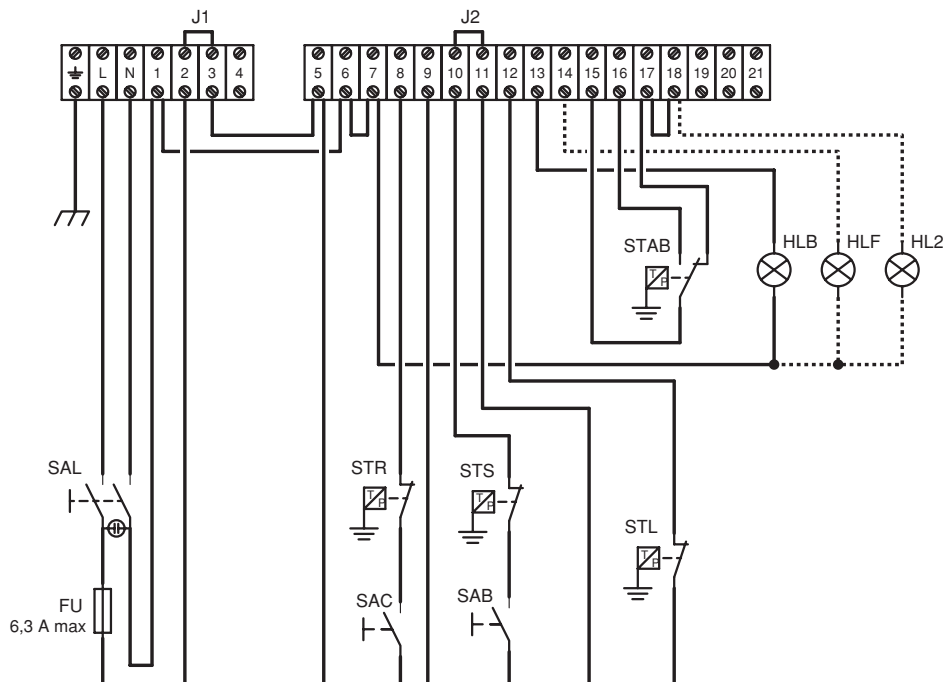 J1 J2
L N 1 2 3 4 5 6 7 8 9 10 11 12 13 14 15 16 17 18 19 20 21
STAB HLB HLF HL2
SAL STR STS
T P
T P
T P
STL
T P
FU
6,3 A max
SAC SAB